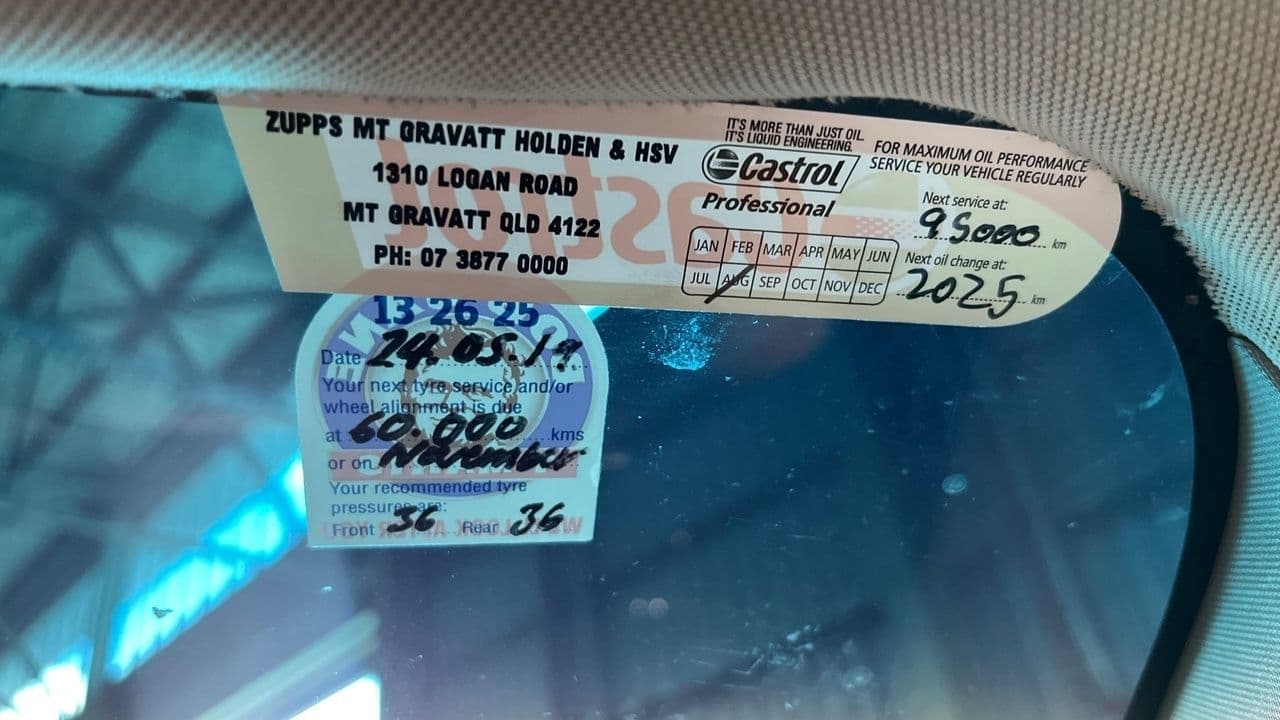 ZUPPS MT GRAVATT HOLDEN & HSV
1310 LOGAN ROAD
MT GRAVATT QLD 4122
PH: 07 3877 0000
IT'S MORE THAN JUST OIL.
IT'S LIQUID ENGINEERING.
Castrol
Professional
JAN FEB MAR APR MAY JUN
JUL AUG SEP OCT NOV DEC
FOR MAXIMUM OIL PERFORMANCE
SERVICE YOUR VEHICLE REGULARLY
Next service at:
95000 km
Next oil change at:
2025 km
13 26 25
Date 24.05.19
Your next tyre service and/or
wheel alignment is due
at 60.000 kms
or on November
Your recommended tyre
pressures are:
Front 36 Rear 36